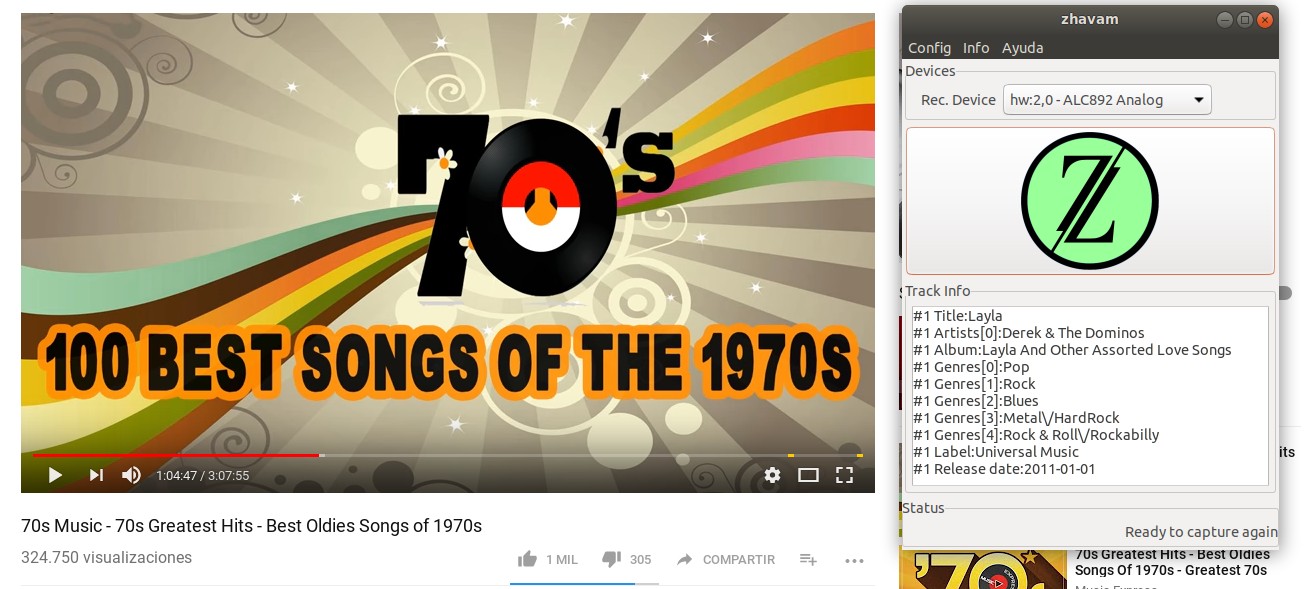 70's
100 BEST SONGS OF THE 1970S
1:04:47 / 3:07:55
70s Music - 70s Greatest Hits - Best Oldies Songs of 1970s
324.750 visualizaciones
1 MIL
305
COMPARTIR
zhavam
Config Info Ayuda
Devices
Rec. Device hw:2,0 - ALC892 Analog
Z
Track Info
#1 Title:Layla
#1 Artists[0]:Derek & The Dominos
#1 Album:Layla And Other Assorted Love Songs
#1 Genres[0]:Pop
#1 Genres[1]:Rock
#1 Genres[2]:Blues
#1 Genres[3]:Metal\/HardRock
#1 Genres[4]:Rock & Roll\/Rockabilly
#1 Label:Universal Music
#1 Release date:2011-01-01
Status
Ready to capture again
its
'70s
70s Greatest Hits - Best Oldies
Songs Of 1970s - Greatest 70s